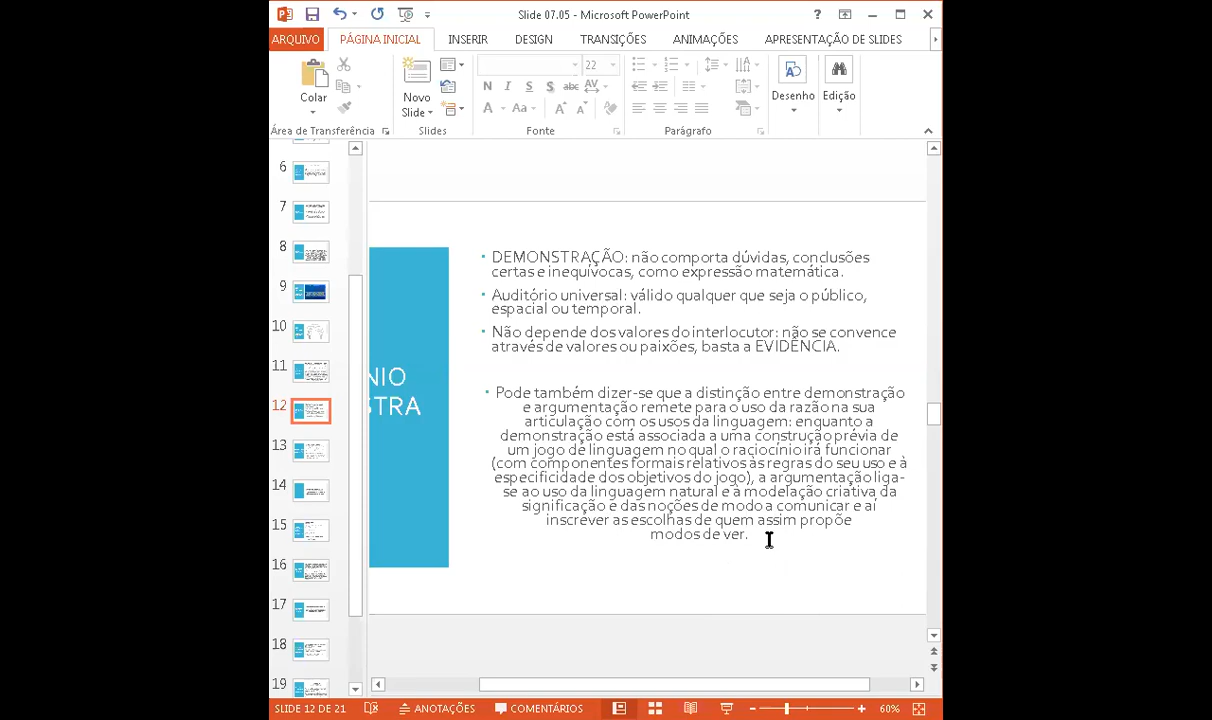 Slide 07.05 - Microsoft PowerPoint
ARQUIVO PÁGINA INICIAL INSERIR DESIGN TRANSIÇÕES ANIMAÇÕES APRESENTAÇÃO DE SLIDES
22
N I S S abc AV
A Aa A A
Colar
Novo
Slide
Desenho
Edição
Área de Transferência Slides Fonte Parágrafo
6
7
8
9
10
11
12
13
14
15
16
17
18
19
NIO
STRA
DEMONSTRAÇÃO: não comporta dúvidas, conclusões
certas e inequívocas, como expressão matemática.
Auditório universal: válido qualquer que seja o público,
espacial ou temporal.
Não depende dos valores do interlocutor: não se convence
através de valores ou paixões, basta a EVIDÊNCIA.
Pode também dizer-se que a distinção entre demonstração
e argumentação remete para o uso da razão na sua
articulação com os usos da linguagem: enquanto a
demonstração está associada a uma construção prévia de
um jogo de linguagem no qual o raciocínio irá funcionar
(com componentes formais relativos às regras do seu uso e à
especificidade dos objetivos do jogo), a argumentação liga-
se ao uso da linguagem natural e à modelação criativa da
significação e das noções de modo a comunicar e aí
inscrever as escolhas de quem assim propõe
modos de ver.
SLIDE 12 DE 21 ANOTAÇÕES COMENTÁRIOS 60%